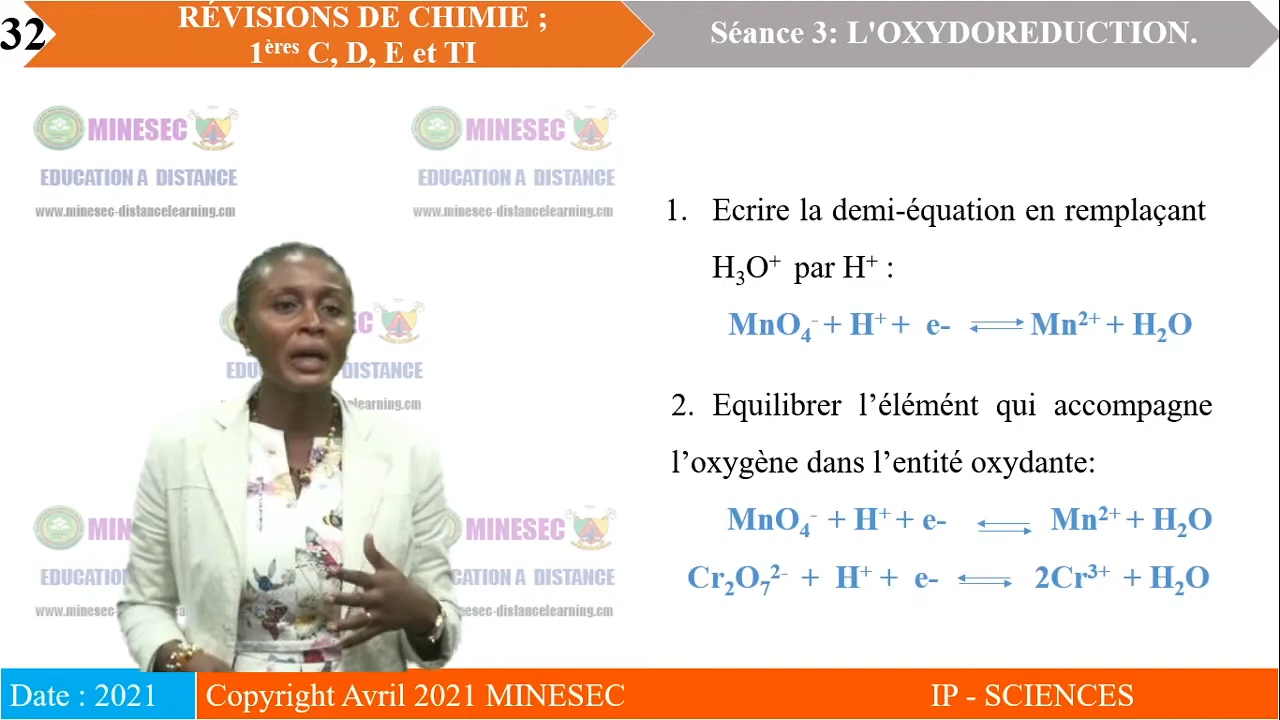 32
RÉVISIONS DE CHIMIE ;
1ères C, D, E et TI
Séance 3: L'OXYDOREDUCTION.
MINESEC
EDUCATION A DISTANCE
www.minesec-distancelearning.cm
MINESEC
EDUCATION A DISTANCE
www.minesec-distancelearning.cm
1. Ecrire la demi-équation en remplaçant
H₃O⁺ par H⁺ :
MnO₄⁻ + H⁺ + e- ⇌ Mn²⁺ + H₂O
2. Equilibrer l’élémént qui accompagne
l’oxygène dans l’entité oxydante:
MnO₄⁻ + H⁺ + e- ⇌ Mn²⁺ + H₂O
Cr₂O₇²⁻ + H⁺ + e- ⇌ 2Cr³⁺ + H₂O
MINESEC
Date : 2021
Copyright Avril 2021 MINESEC
IP - SCIENCES